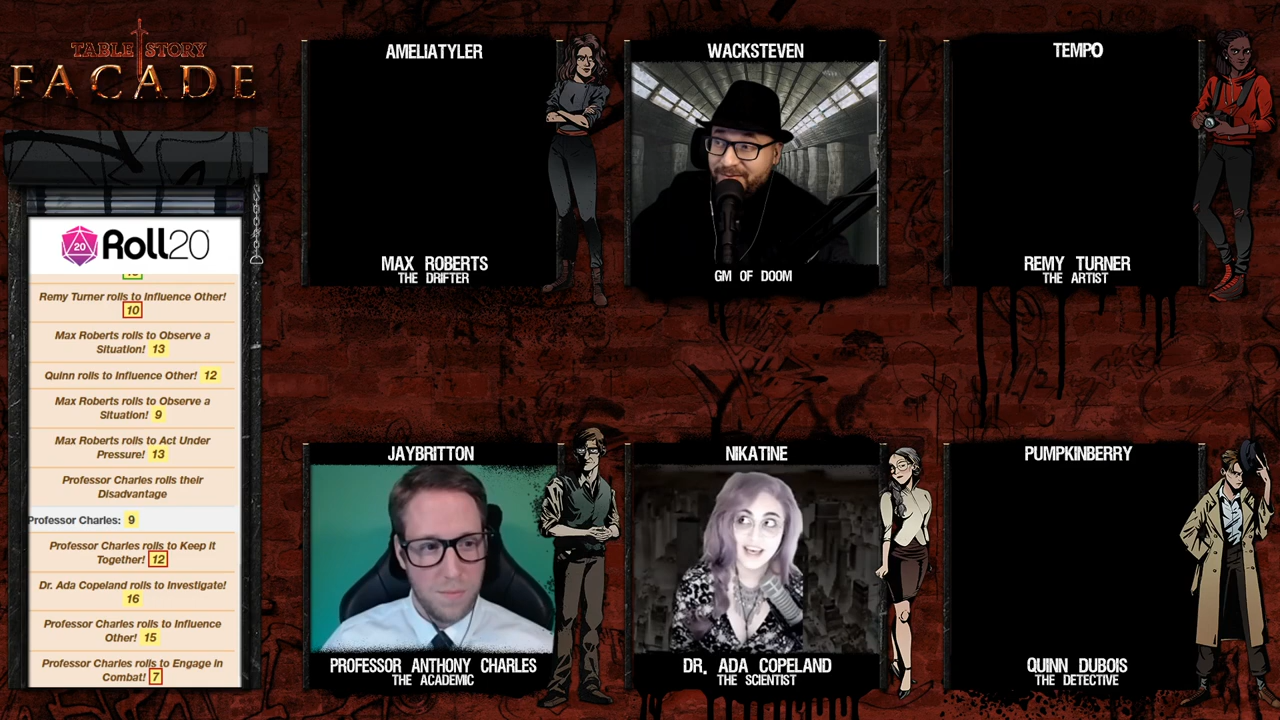 TABLE STORY
FACADE
20
Roll20
Remy Turner rolls to Influence Other!
10
Max Roberts rolls to Observe a
Situation! 13
Quinn rolls to Influence Other! 12
Max Roberts rolls to Observe a
Situation! 9
Max Roberts rolls to Act Under
Pressure! 13
Professor Charles rolls their
Disadvantage
Professor Charles: 9
Professor Charles rolls to Keep it
Together! 12
Dr. Ada Copeland rolls to Investigate!
16
Professor Charles rolls to Influence
Other! 15
Professor Charles rolls to Engage in
Combat! 7
AMELIATYLER
MAX ROBERTS
THE DRIFTER
WACKSTEVEN
GM OF DOOM
TEMPO
REMY TURNER
THE ARTIST
JAYBRITTON
PROFESSOR ANTHONY CHARLES
THE ACADEMIC
NIKATINE
DR. ADA COPELAND
THE SCIENTIST
PUMPKINBERRY
QUINN DUBOIS
THE DETECTIVE